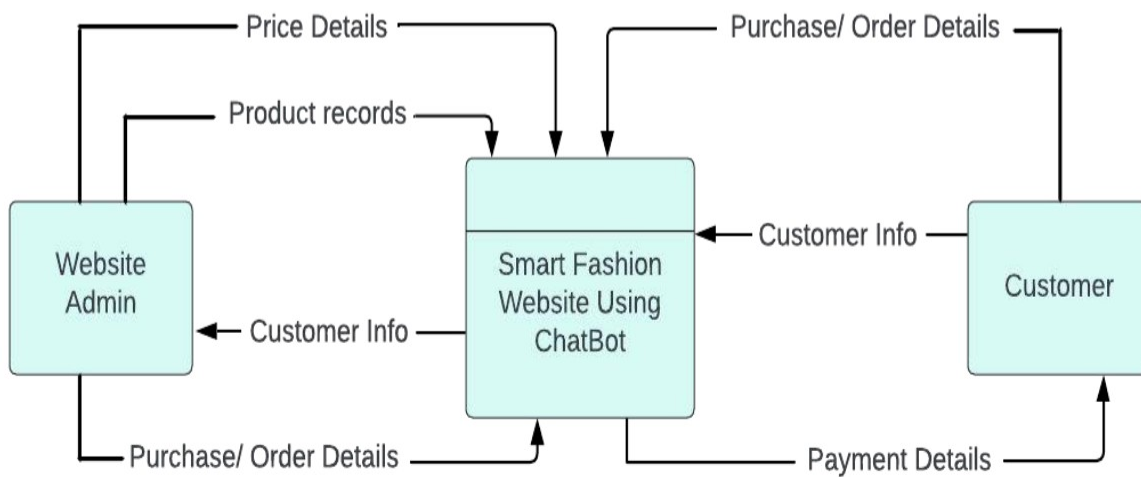 Price Details
Purchase/ Order Details
Product records
Website
Admin
Smart Fashion
Website Using
ChatBot
Customer Info
Customer
Customer Info
Purchase/ Order Details
Payment Details